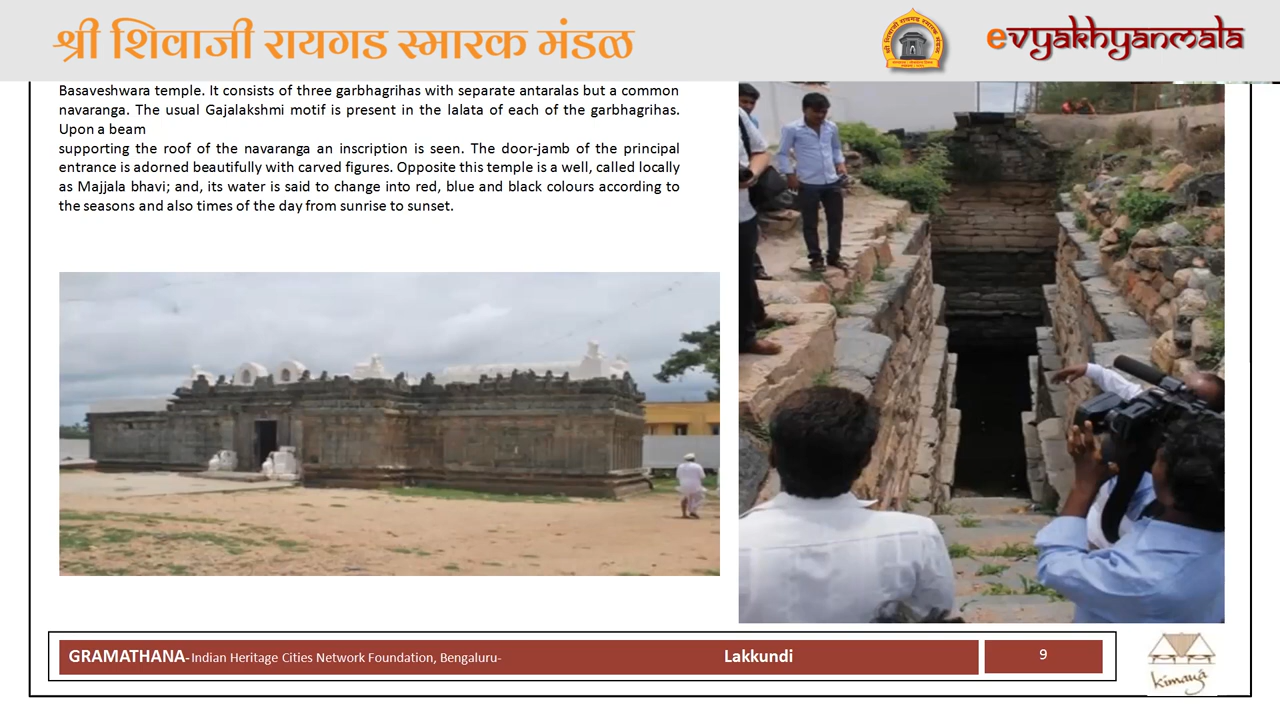 श्री शिवाजी रायगड स्मारक मंडळ
evyakhyanmala
Basaveshwara temple. It consists of three garbhagrihas with separate antaralas but a common
navaranga. The usual Gajalakshmi motif is present in the lalata of each of the garbhagrihas.
Upon a beam
supporting the roof of the navaranga an inscription is seen. The door-jamb of the principal
entrance is adorned beautifully with carved figures. Opposite this temple is a well, called locally
as Majjala bhavi; and, its water is said to change into red, blue and black colours according to
the seasons and also times of the day from sunrise to sunset.
GRAMATHANA-Indian Heritage Cities Network Foundation, Bengaluru-
Lakkundi
9
kimaya